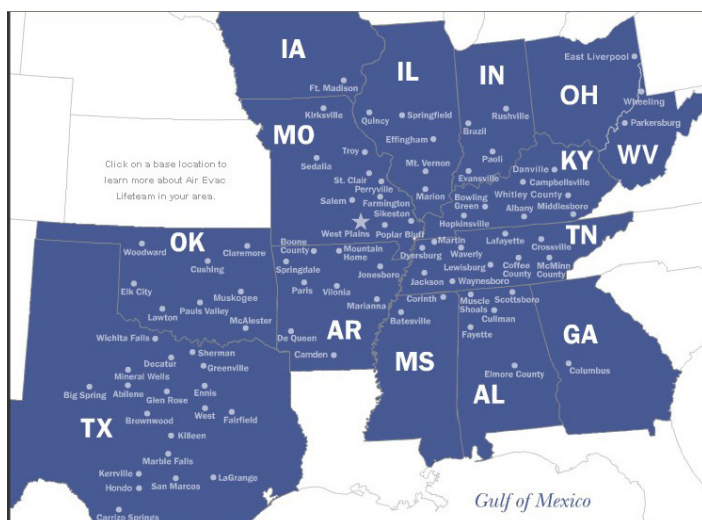 IA
Ft. Madison
IL
IN
OH
East Liverpool
Wheeling
Parkersburg
WV
Kirksville
MO
Quincy
Springfield
Effingham
Mt. Vernon
Marion
Brazil
Rushville
Paoli
Evansville
Click on a base location to
learn more about Air Evac
Lifeteam in your area.
Troy
Sedalia
St. Clair
Perryville
Salem
Farmington
Sikeston
West Plains
Poplar Bluff
KY
Danville
Campbellsville
Whitley County
Bowling
Green
Hopkinsville
Albany
Middlesboro
OK
Woodward
Claremore
Cushing
Elk City
Muskogee
Lawton
Pauls Valley
McAlester
Boone
County
Mountain
Home
Springdale
Jonesboro
Paris
Vilonia
Marianna
AR
De Queen
Camden
TN
Martin
Lafayette
Crossville
Dyersburg
Waverly
Lewisburg
Coffee
County
McMinn
County
Jackson
Waynesboro
Corinth
Batesville
MS
Muscle
Shoals
Scottsboro
Cullman
Fayette
Elmore County
AL
GA
Columbus
Wichita Falls
Sherman
Decatur
Greenville
Mineral Wells
Big Spring
Abilene
Glen Rose
Ennis
Brownwood
West
Fairfield
TX
Killeen
Marble Falls
Kerrville
Hondo
San Marcos
LaGrange
Carrizo Springs
Gulf of Mexico